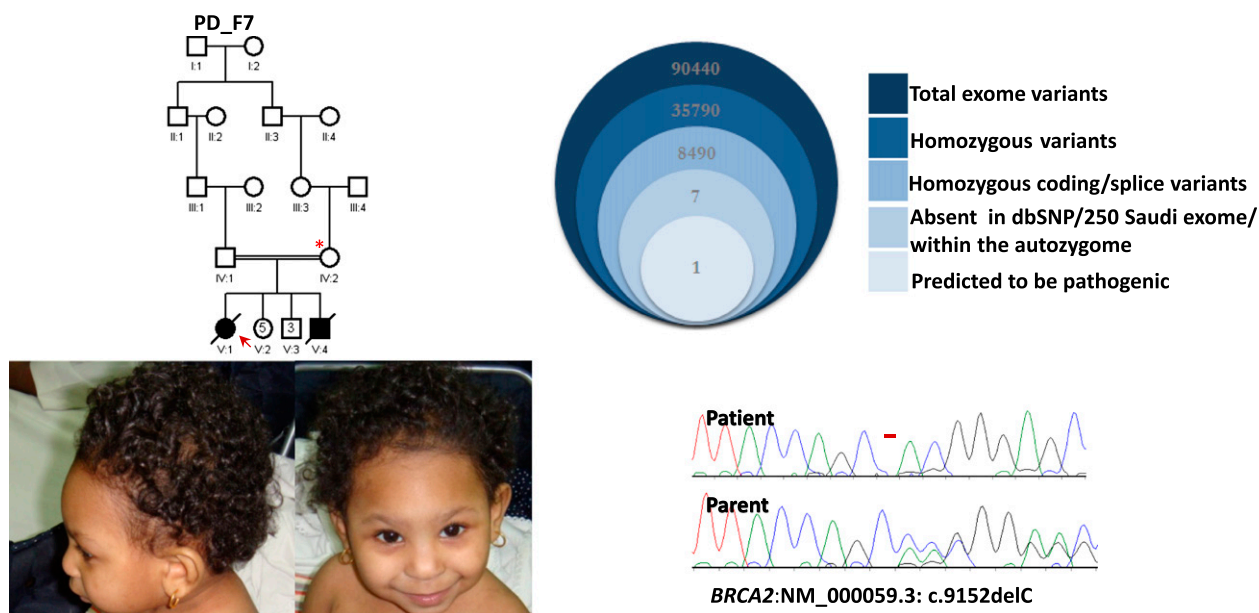 PD_F7
I:1
I:2
II:1
II:2
II:3
II:4
III:1
III:2
III:3
III:4
*
IV:1
IV:2
5
3
V:1
V:2
V:3
V:4
90440
35790
8490
7
1
Total exome variants
Homozygous variants
Homozygous coding/splice variants
Absent in dbSNP/250 Saudi exome/
within the autozygome
Predicted to be pathogenic
Patient
Parent
BRCA2:NM_000059.3: c.9152delC